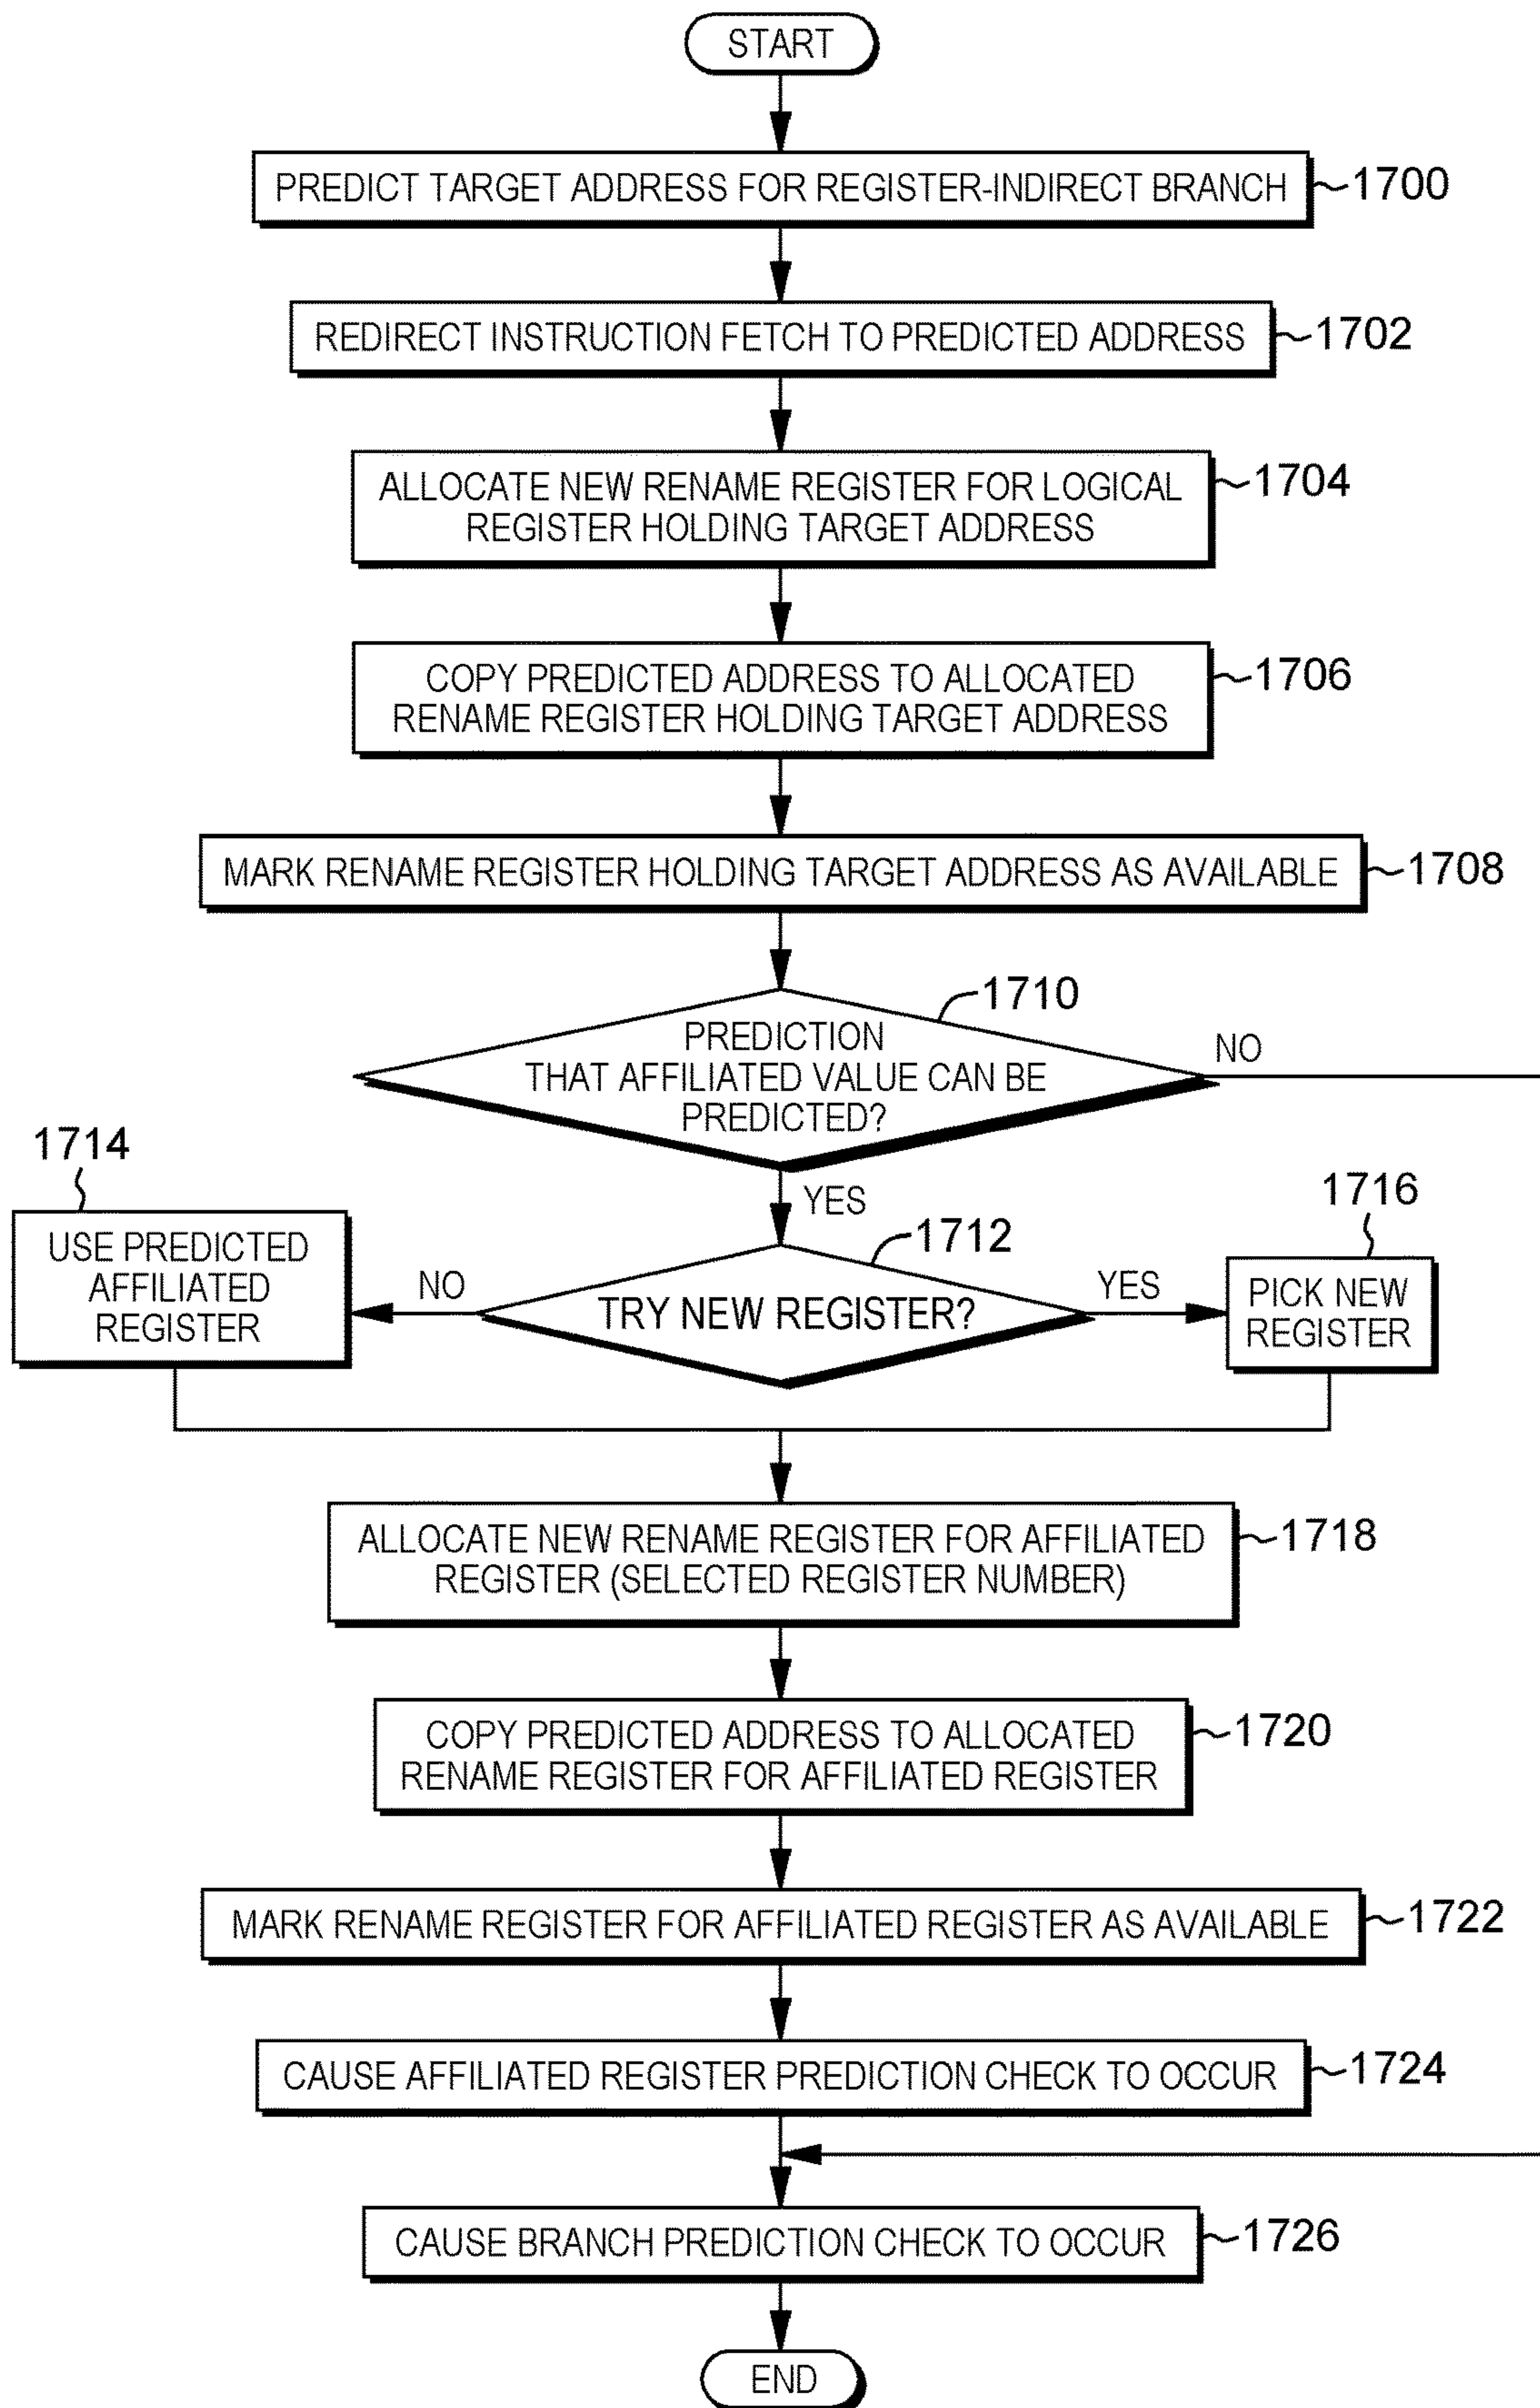 START
PREDICT TARGET ADDRESS FOR REGISTER-INDIRECT BRANCH
1700
REDIRECT INSTRUCTION FETCH TO PREDICTED ADDRESS
1702
ALLOCATE NEW RENAME REGISTER FOR LOGICAL
REGISTER HOLDING TARGET ADDRESS
1704
COPY PREDICTED ADDRESS TO ALLOCATED
RENAME REGISTER HOLDING TARGET ADDRESS
1706
MARK RENAME REGISTER HOLDING TARGET ADDRESS AS AVAILABLE
1708
1710
PREDICTION
THAT AFFILIATED VALUE CAN BE
PREDICTED?
NO
YES
1712
TRY NEW REGISTER?
NO
YES
1714
USE PREDICTED
AFFILIATED
REGISTER
1716
PICK NEW
REGISTER
ALLOCATE NEW RENAME REGISTER FOR AFFILIATED
REGISTER (SELECTED REGISTER NUMBER)
1718
COPY PREDICTED ADDRESS TO ALLOCATED
RENAME REGISTER FOR AFFILIATED REGISTER
1720
MARK RENAME REGISTER FOR AFFILIATED REGISTER AS AVAILABLE
1722
CAUSE AFFILIATED REGISTER PREDICTION CHECK TO OCCUR
1724
CAUSE BRANCH PREDICTION CHECK TO OCCUR
1726
END